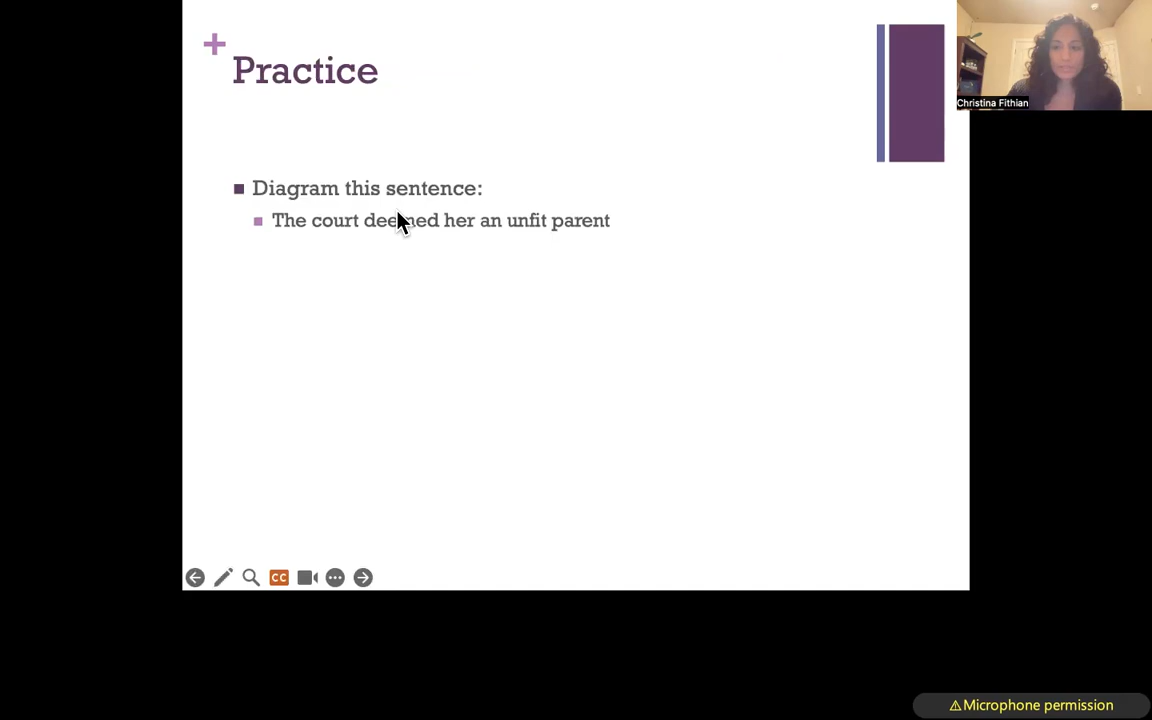 +
Practice
Christina Fithian
Diagram this sentence:
The court deemed her an unfit parent
CC
⚠Microphone permission